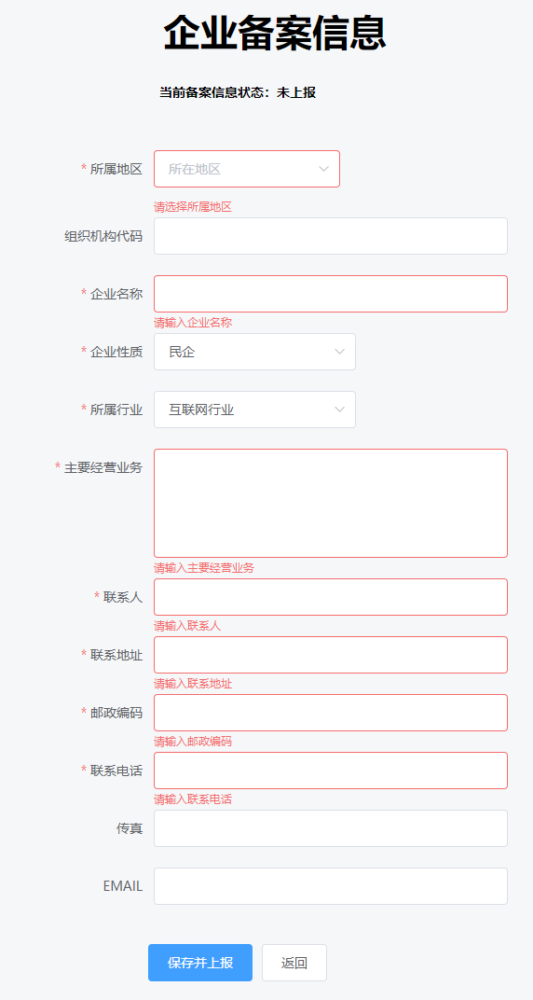 企业备案信息
当前备案信息状态：未上报
* 所属地区 所在地区
请选择所属地区
组织机构代码
* 企业名称
请输入企业名称
* 企业性质 民企
* 所属行业 互联网行业
* 主要经营业务
请输入主要经营业务
* 联系人
请输入联系人
* 联系地址
请输入联系地址
* 邮政编码
请输入邮政编码
* 联系电话
请输入联系电话
传真
EMAIL
保存并上报 返回